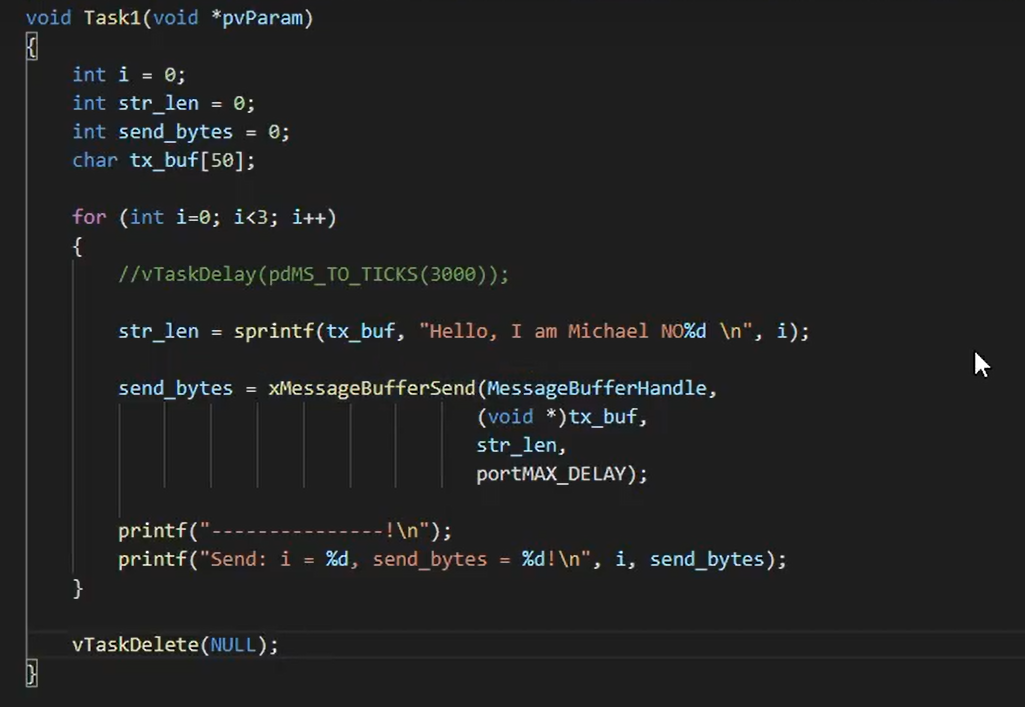 void Task1(void *pvParam)
{
int i = 0;
int str_len = 0;
int send_bytes = 0;
char tx_buf[50];
for (int i=0; i<3; i++)
{
//vTaskDelay(pdMS_TO_TICKS(3000));
str_len = sprintf(tx_buf, "Hello, I am Michael NO%d \n", i);
send_bytes = xMessageBufferSend(MessageBufferHandle,
(void *)tx_buf,
str_len,
portMAX_DELAY);
printf("---------------!\n");
printf("Send: i = %d, send_bytes = %d!\n", i, send_bytes);
}
vTaskDelete(NULL);
}